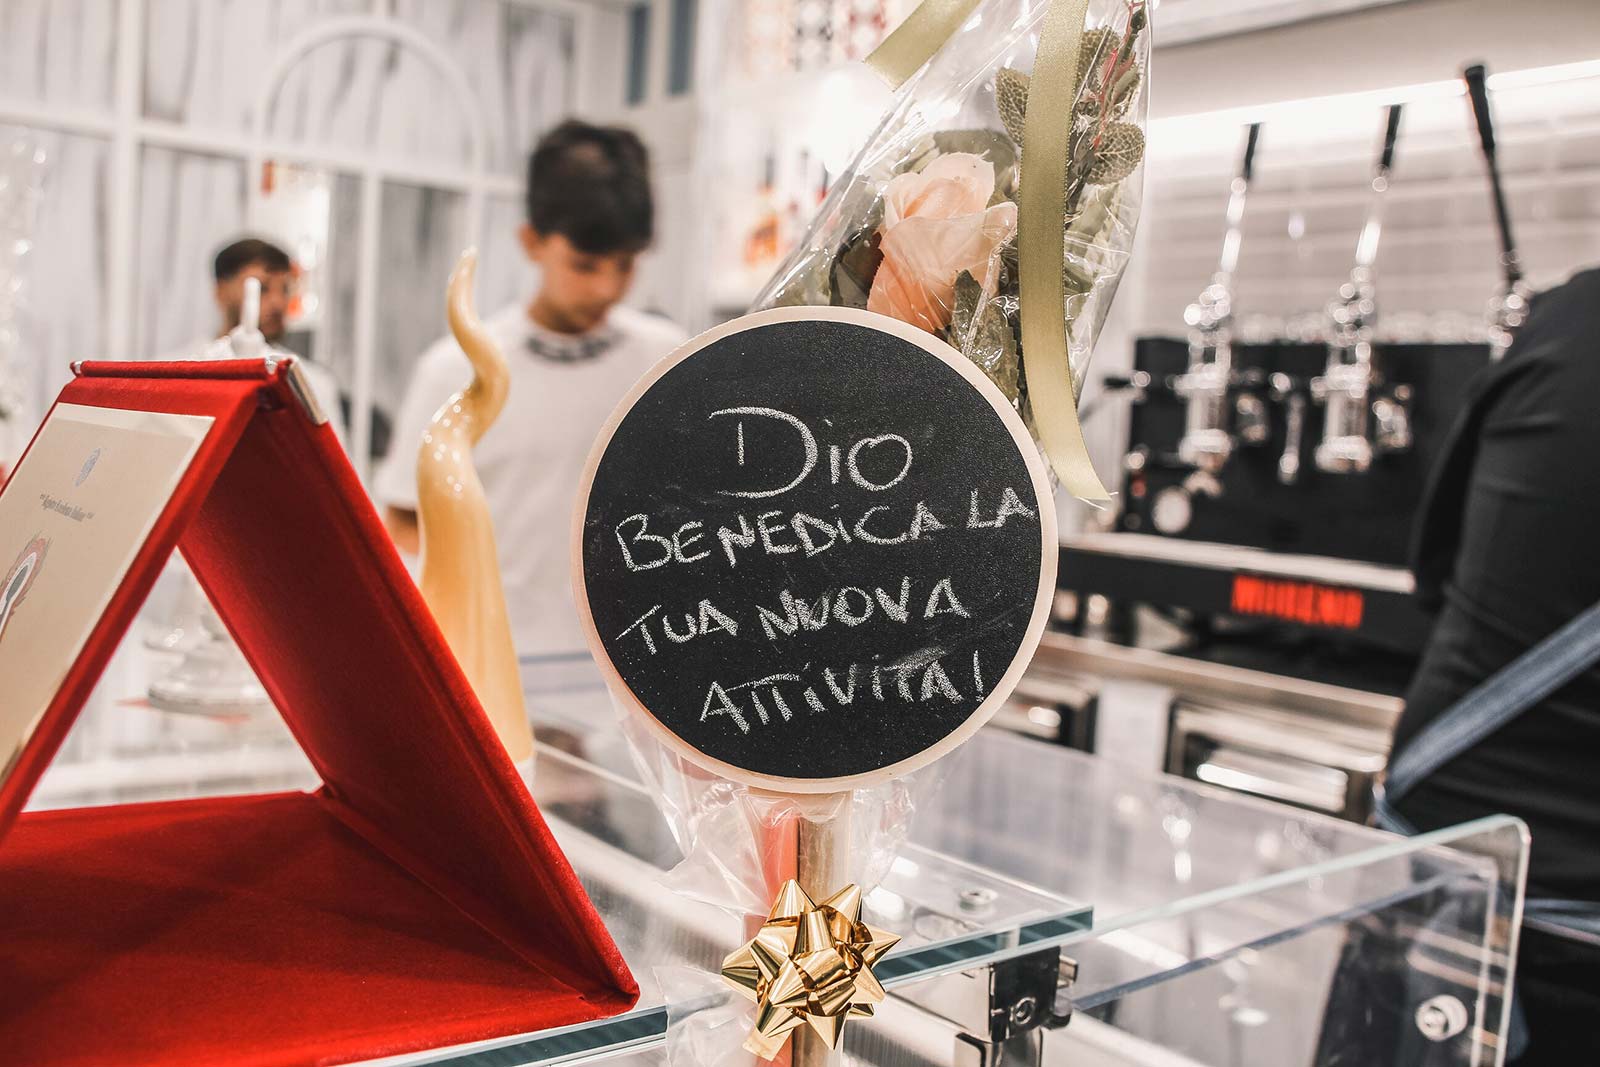 Dio
BENEDICA LA
TUA NUOVA
ATTIVITA!